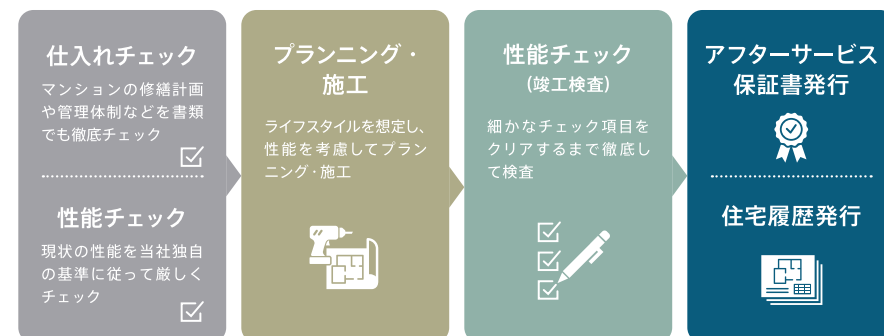 仕入れチェック
マンションの修繕計画
や管理体制などを書類
でも徹底チェック
性能チェック
現状の性能を当社独自
の基準に従って厳しく
チェック
プランニング・
施工
ライフスタイルを想定し、
性能を考慮してプラン
ニング・施工
性能チェック
(竣工検査)
細かなチェック項目を
クリアするまで徹底し
て検査
アフターサービス
保証書発行
住宅履歴発行